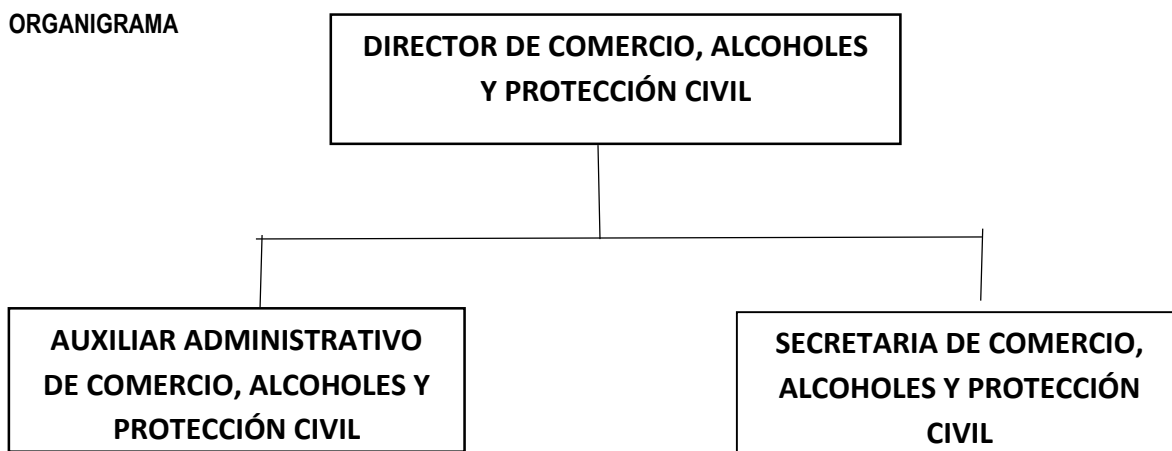 ORGANIGRAMA
DIRECTOR DE COMERCIO, ALCOHOLES
Y PROTECCIÓN CIVIL
AUXILIAR ADMINISTRATIVO
DE COMERCIO, ALCOHOLES Y
PROTECCIÓN CIVIL
SECRETARIA DE COMERCIO,
ALCOHOLES Y PROTECCIÓN
CIVIL